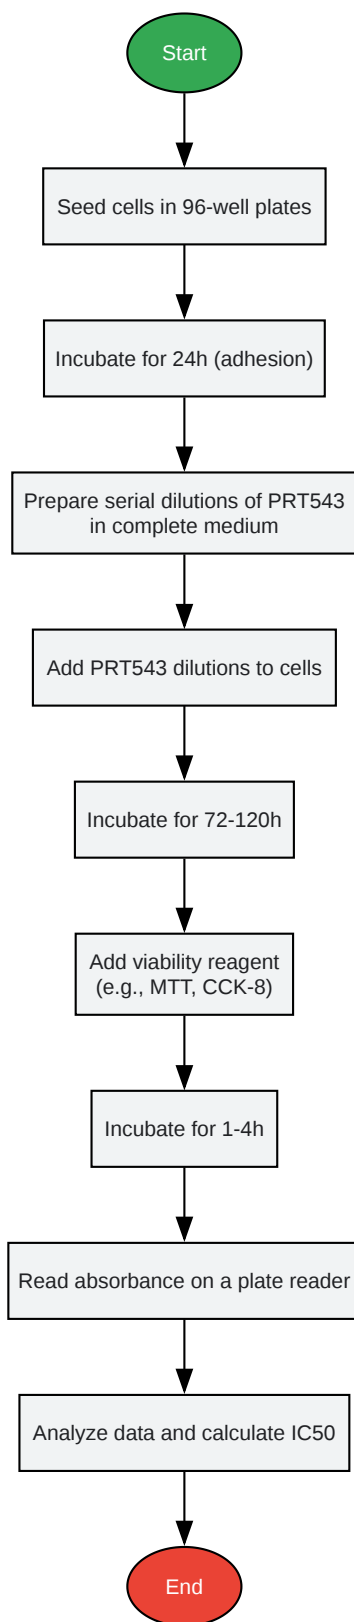 Start
Seed cells in 96-well plates
Incubate for 24h (adhesion)
Prepare serial dilutions of PRT543
in complete medium
Add PRT543 dilutions to cells
Incubate for 72-120h
Add viability reagent
(e.g., MTT, CCK-8)
Incubate for 1-4h
Read absorbance on a plate reader
Analyze data and calculate IC50
End